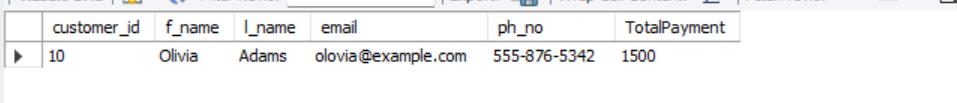 customer_id f_name l_name email ph_no TotalPayment
10 Olivia Adams olovia@example.com 555-876-5342 1500